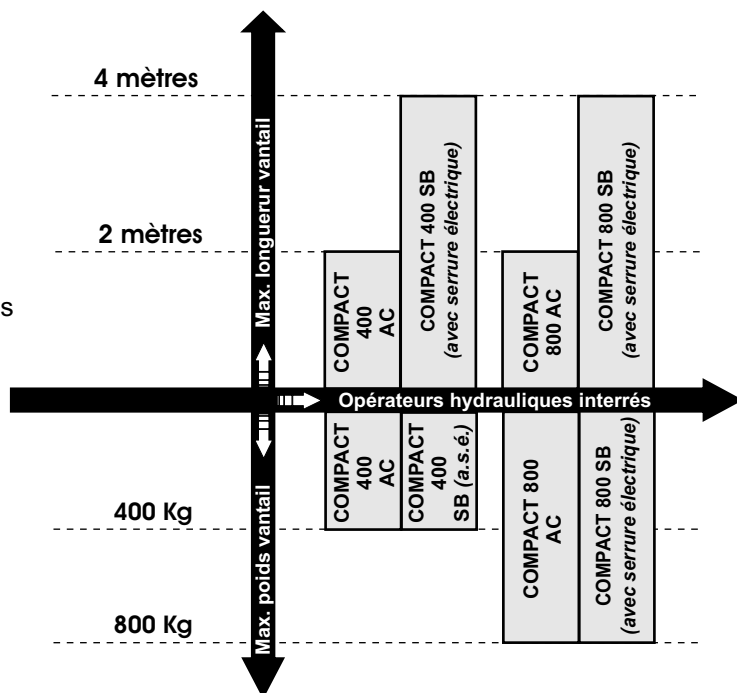 4 mètres
2 mètres
s
Max. longuerur vantail
COMPACT
400
AC
COMPACT 400 SB
(avec serrure électrique)
COMPACT
800 AC
COMPACT 800 SB
(avec serrure électrique)
Opérateurs hydrauliques interrés
400 Kg
800 Kg
Max. poids vantail
COMPACT
400
AC
COMPACT
400
SB (a.s.é.)
COMPACT 800
AC
COMPACT 800 SB
(avec serrure électrique)